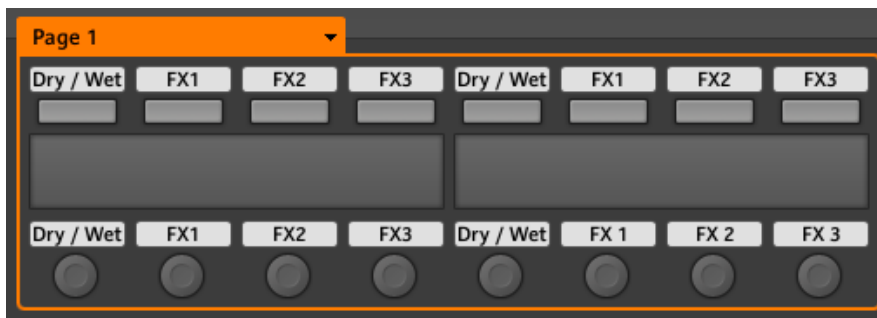 Page 1
Dry / Wet FX1 FX2 FX3 Dry / Wet FX1 FX2 FX3
Dry / Wet FX1 FX2 FX3 Dry / Wet FX 1 FX 2 FX 3